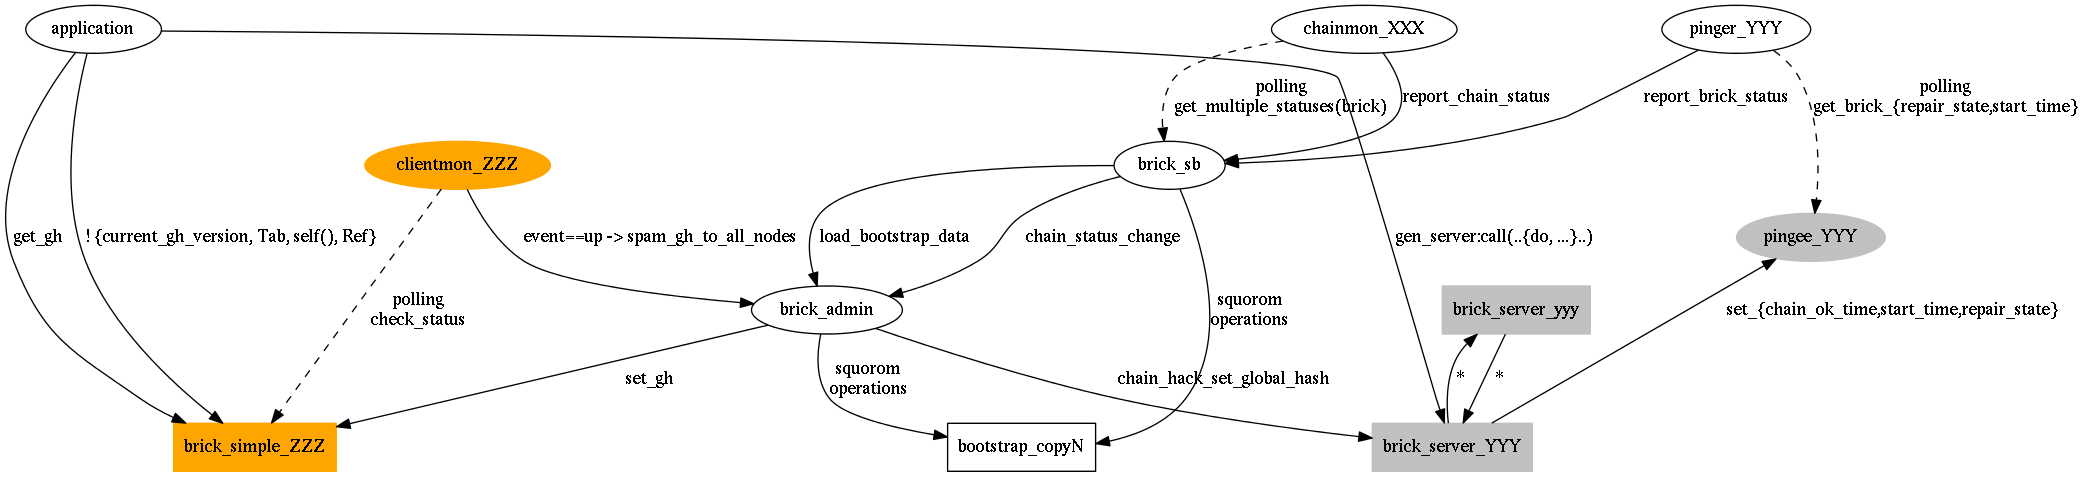 application
chainmon_XXX
pinger_YYY
polling
get_multiple_statuses(brick)
report_chain_status
report_brick_status
polling
get_brick_{repair_state,start_time}
clientmon_ZZZ
brick_sb
get_gh
! {current_gh_version, Tab, self(), Ref}
event==up -> spam_gh_to_all_nodes
load_bootstrap_data
chain_status_change
gen_server:call(..{do, ...}..)
pingee_YYY
polling
check_status
brick_admin
squorom
operations
brick_server_yyy
set_{chain_ok_time,start_time,repair_state}
set_gh
squorom
operations
chain_hack_set_global_hash
*
*
brick_simple_ZZZ
bootstrap_copyN
brick_server_YYY